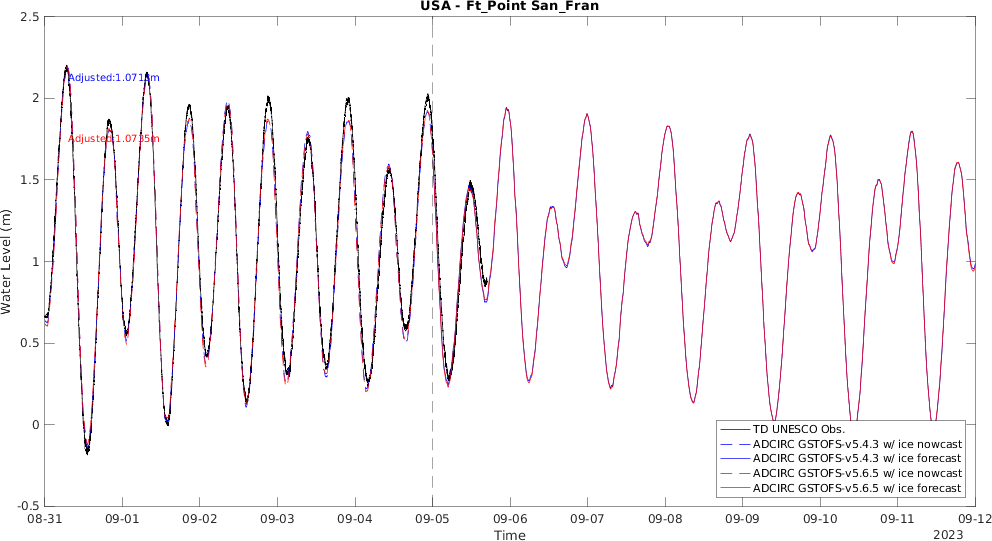 USA - Ft_Point San_Fran
2.5
2
1.5
1
0.5
0
-0.5
Water Level (m)
Adjusted:1.0713m
Adjusted:1.0735m
TD UNESCO Obs.
ADCIRC GSTOFS-v5.4.3 w/ ice nowcast
ADCIRC GSTOFS-v5.4.3 w/ ice forecast
ADCIRC GSTOFS-v5.6.5 w/ ice nowcast
ADCIRC GSTOFS-v5.6.5 w/ ice forecast
08-31 09-01 09-02 09-03 09-04 09-05 09-06 09-07 09-08 09-09 09-10 09-11 09-12
Time
2023